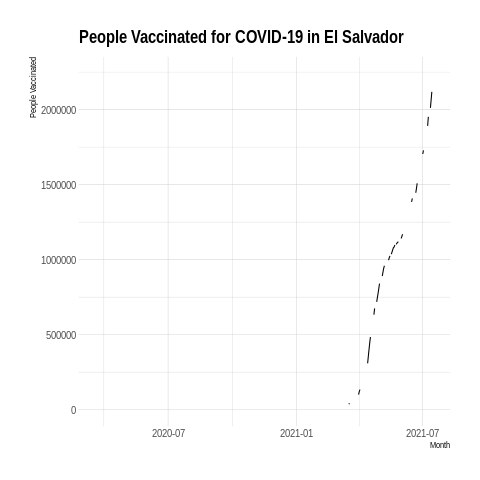 People Vaccinated for COVID-19 in El Salvador
People Vaccinated
2000000
1500000
1000000
500000
0
2020-07 2021-01 2021-07
Month